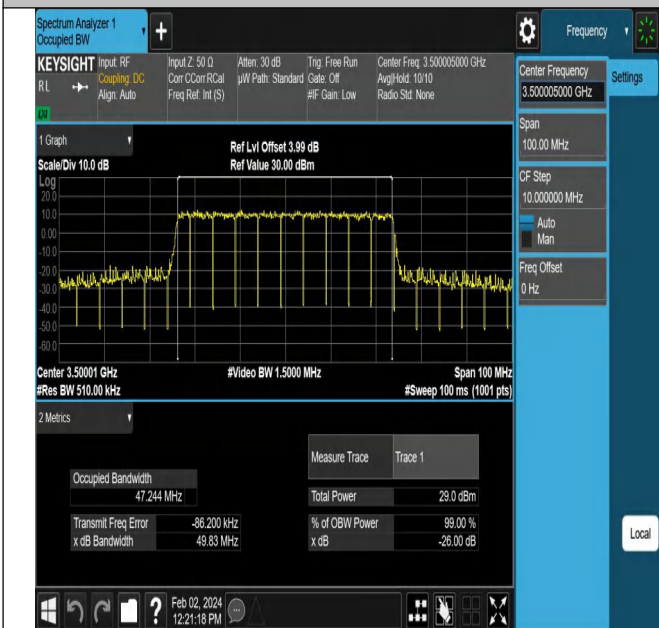 Spectrum Analyzer 1
Occupied BW
+
Frequency
KEYSIGHT
RL
LXI
Input: RF
Coupling: DC
Align: Auto
Input Z: 50 Ω
Corr CCorr RCal
Freq Ref: Int (S)
Atten: 30 dB
µW Path: Standard
Trig: Free Run
Gate: Off
#IF Gain: Low
Center Freq: 3.500005000 GHz
Avg|Hold: 10/10
Radio Std: None
Center Frequency
3.500005000 GHz
Settings
Span
100.00 MHz
CF Step
10.000000 MHz
Auto
Man
Freq Offset
0 Hz
1 Graph
Scale/Div 10.0 dB
Ref Lvl Offset 3.99 dB
Ref Value 30.00 dBm
Log
20.0
10.0
0.00
-10.0
-20.0
-30.0
-40.0
-50.0
-60.0
Center 3.50001 GHz
#Video BW 1.5000 MHz
Span 100 MHz
#Res BW 510.00 kHz
#Sweep 100 ms (1001 pts)
2 Metrics
Measure Trace Trace 1
Occupied Bandwidth
47.244 MHz
Total Power 29.0 dBm
Transmit Freq Error -86.200 kHz
% of OBW Power 99.00 %
x dB Bandwidth 49.83 MHz
x dB -26.00 dB
Local
?
Feb 02, 2024
12:21:18 PM